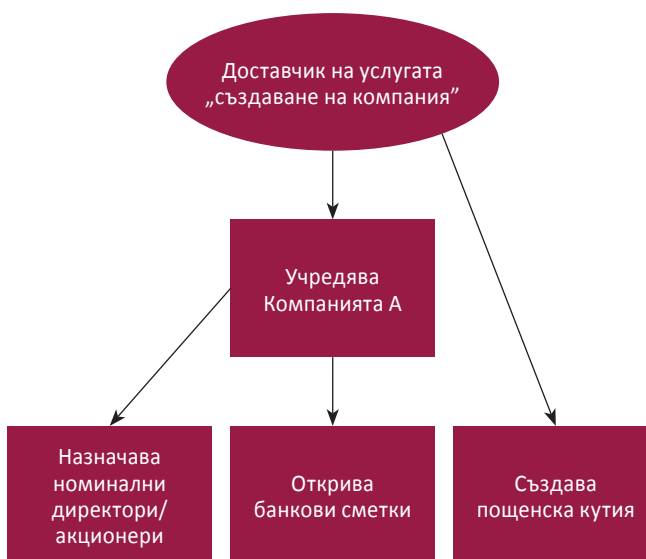 Доставчик на услугата
„създаване на компания”
Учредява
Компанията А
Назначава
номинални
директори/
акционери
Открива
банкови сметки
Създава
пощенска кутия